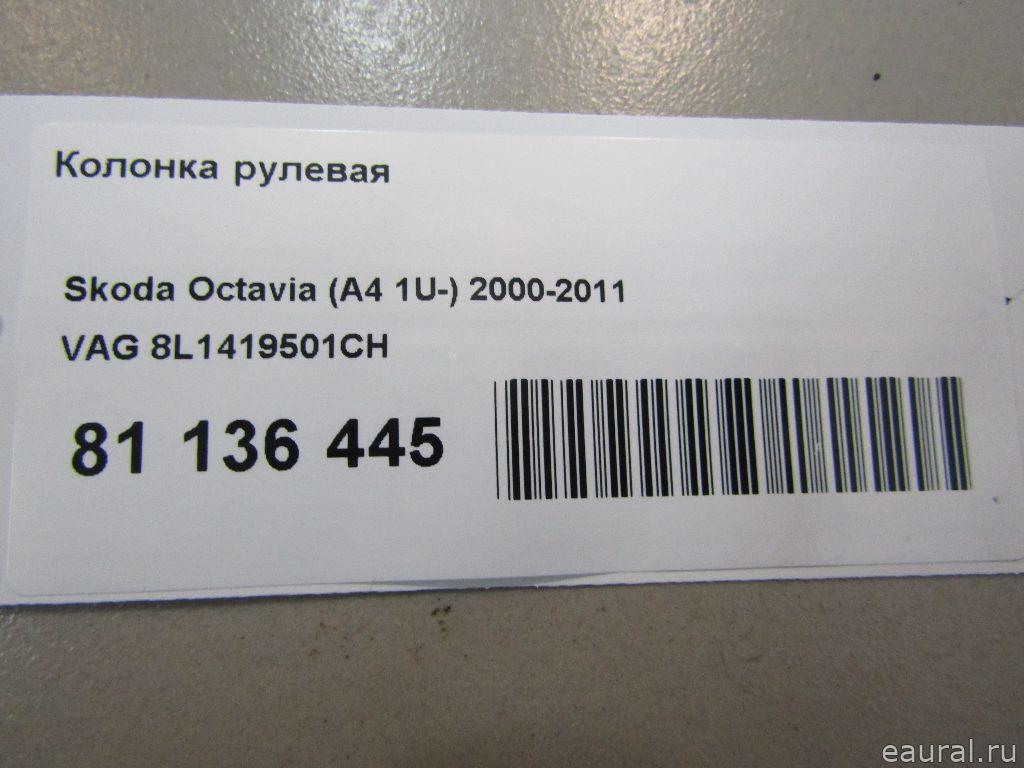 Колонка рулевая
Skoda Octavia (A4 1U-) 2000-2011
VAG 8L1419501CH
81 136 445
eaural.ru